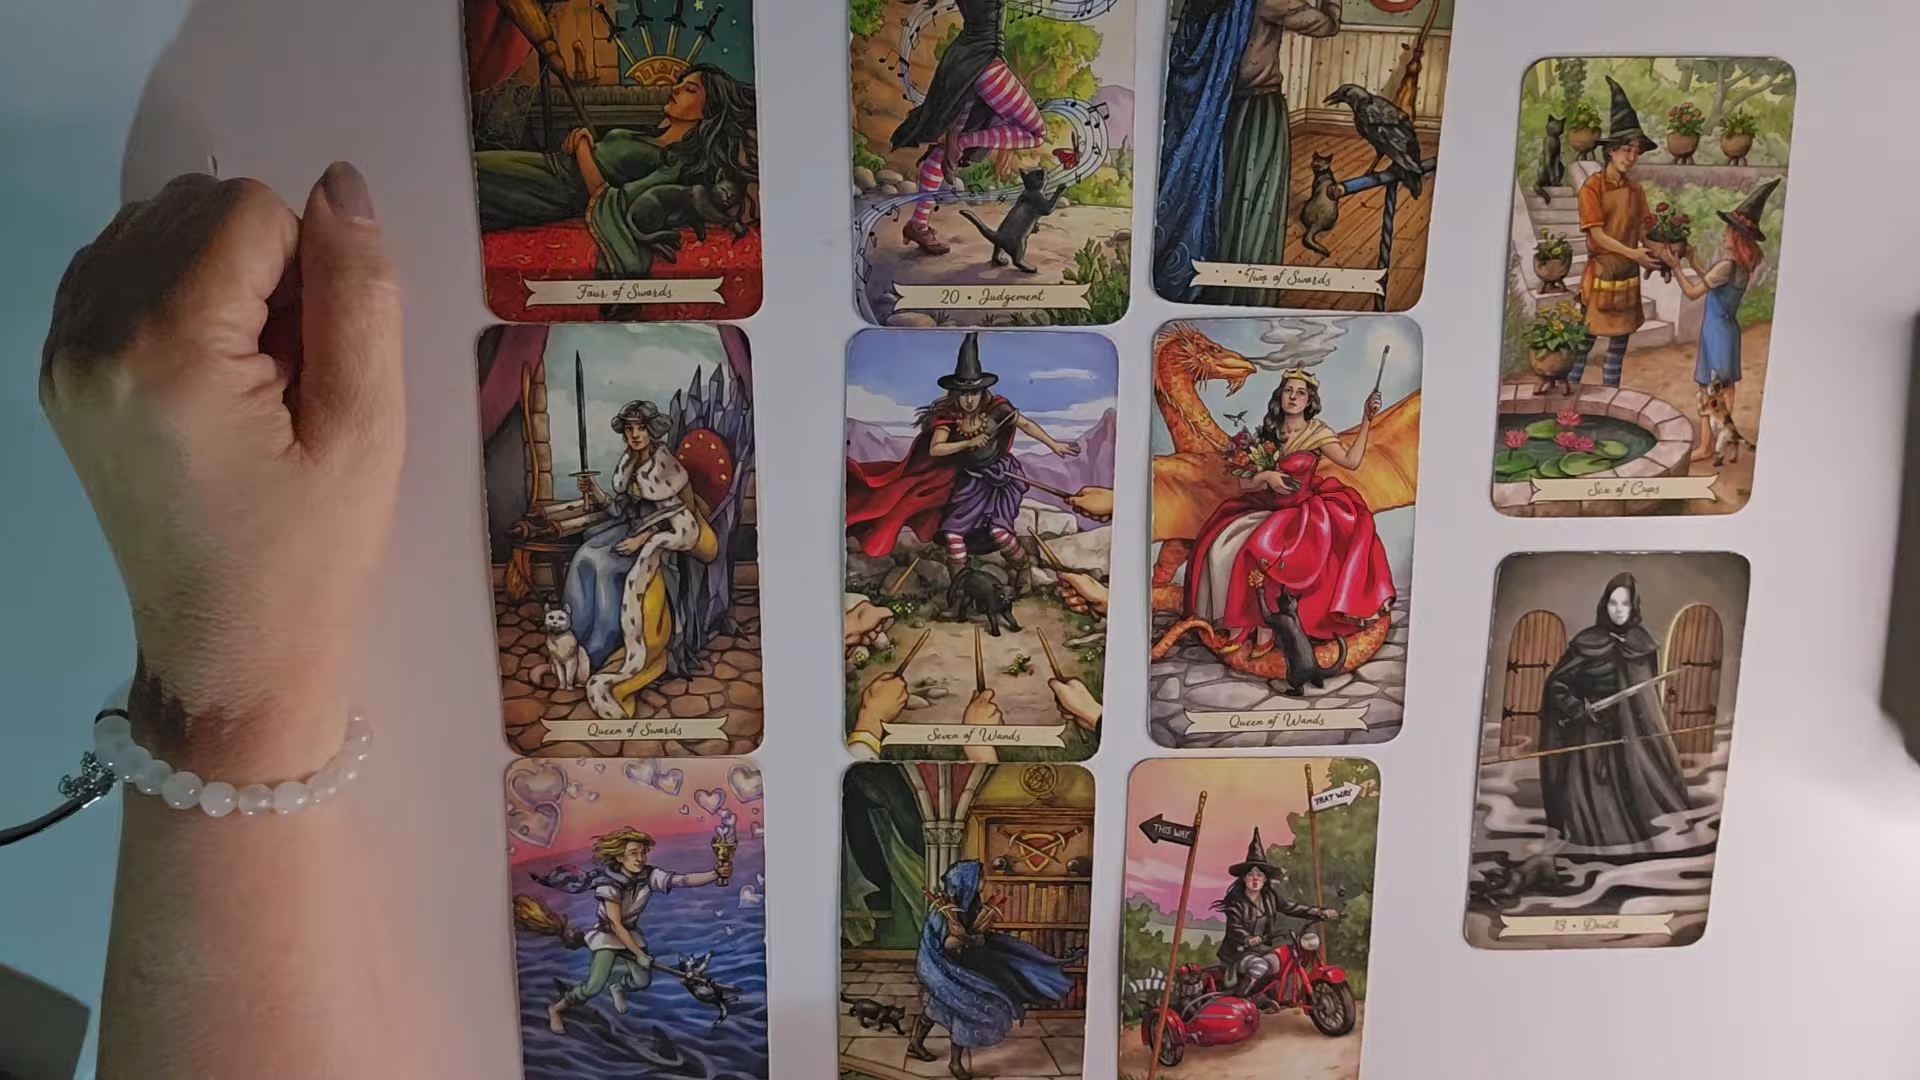 Four of Swords
20 • Judgement
Two of Swords
Six of Cups
Queen of Swords
Seven of Wands
Queen of Wands
THIS WAY
THAT WAY
13 • Death